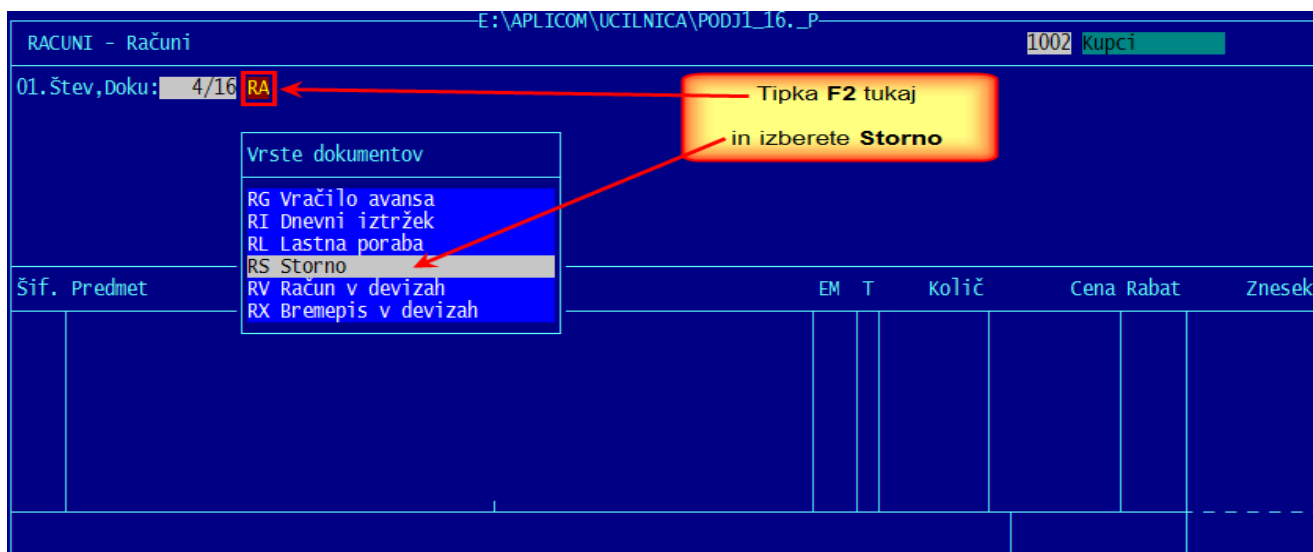 E:\APLICOM\UCILNICA\PODJ1_16._P
RACUNI - Računi 1002 Kupci
01.Štev,Doku: 4/16 RA
Tipka F2 tukaj
in izberete Storno
Vrste dokumentov
RG Vračilo avansa
RI Dnevni iztržek
RL Lastna poraba
RS Storno
RV Račun v devizah
RX Bremepis v devizah
Šif. Predmet EM T Količ Cena Rabat Znesek